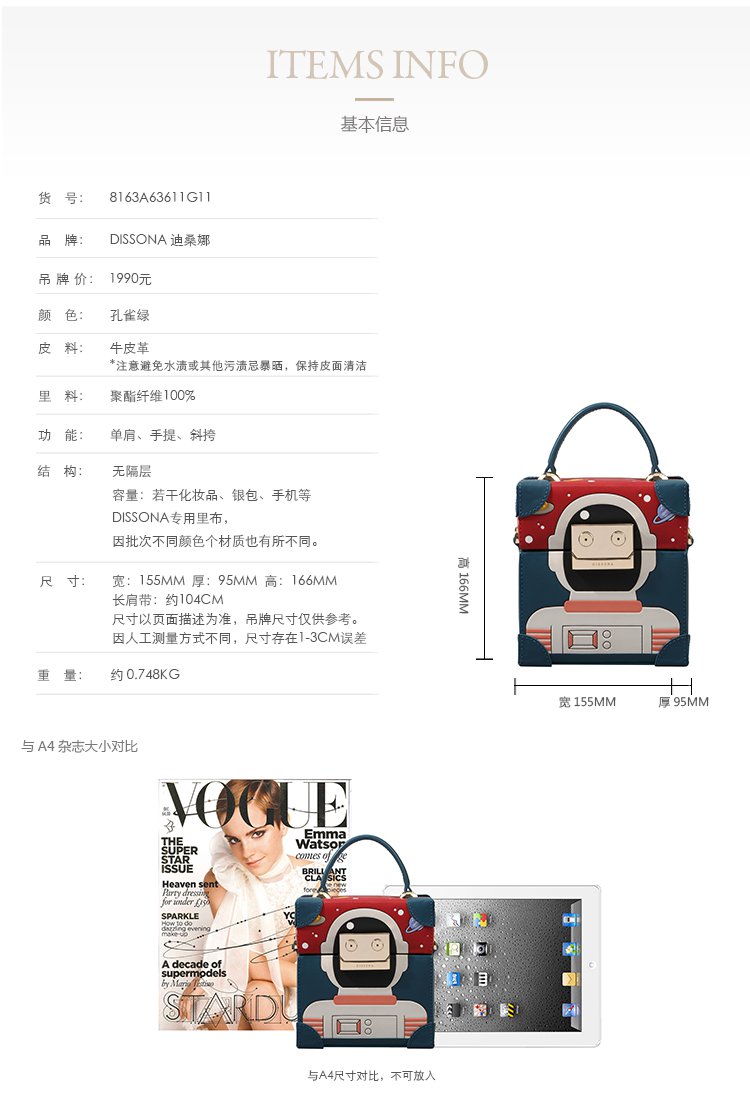 ITEMS INFO
基本信息
货 号: 8163A63611G11
品 牌: DISSONA 迪桑娜
吊 牌 价: 1990元
颜 色: 孔雀绿
皮 料: 牛皮革
*注意避免水渍或其他污渍忌暴晒，保持皮面清洁
里 料: 聚酯纤维100%
功 能: 单肩、手提、斜挎
结 构: 无隔层
容量：若干化妆品、银包、手机等
DISSONA专用里布，
因批次不同颜色个材质也有所不同。
尺 寸: 宽：155MM 厚：95MM 高：166MM
长肩带：约104CM
尺寸以页面描述为准，吊牌尺寸仅供参考。
因人工测量方式不同，尺寸存在1-3CM误差
重 量: 约 0.748KG
高 166MM
DISSONA
宽 155MM
厚 95MM
与 A4 杂志大小对比
VOGUE
Emma
Watson
comes of age
THE
SUPER
STAR
ISSUE
BRILLANT
CLASSICS
Heaven sent
Party dressing
for under £150
SPARKLE
How to do
dazzling evening
make-up
A decade of
supermodels
by Mario Testino
STARDU
DISSONA
与A4尺寸对比，不可放人